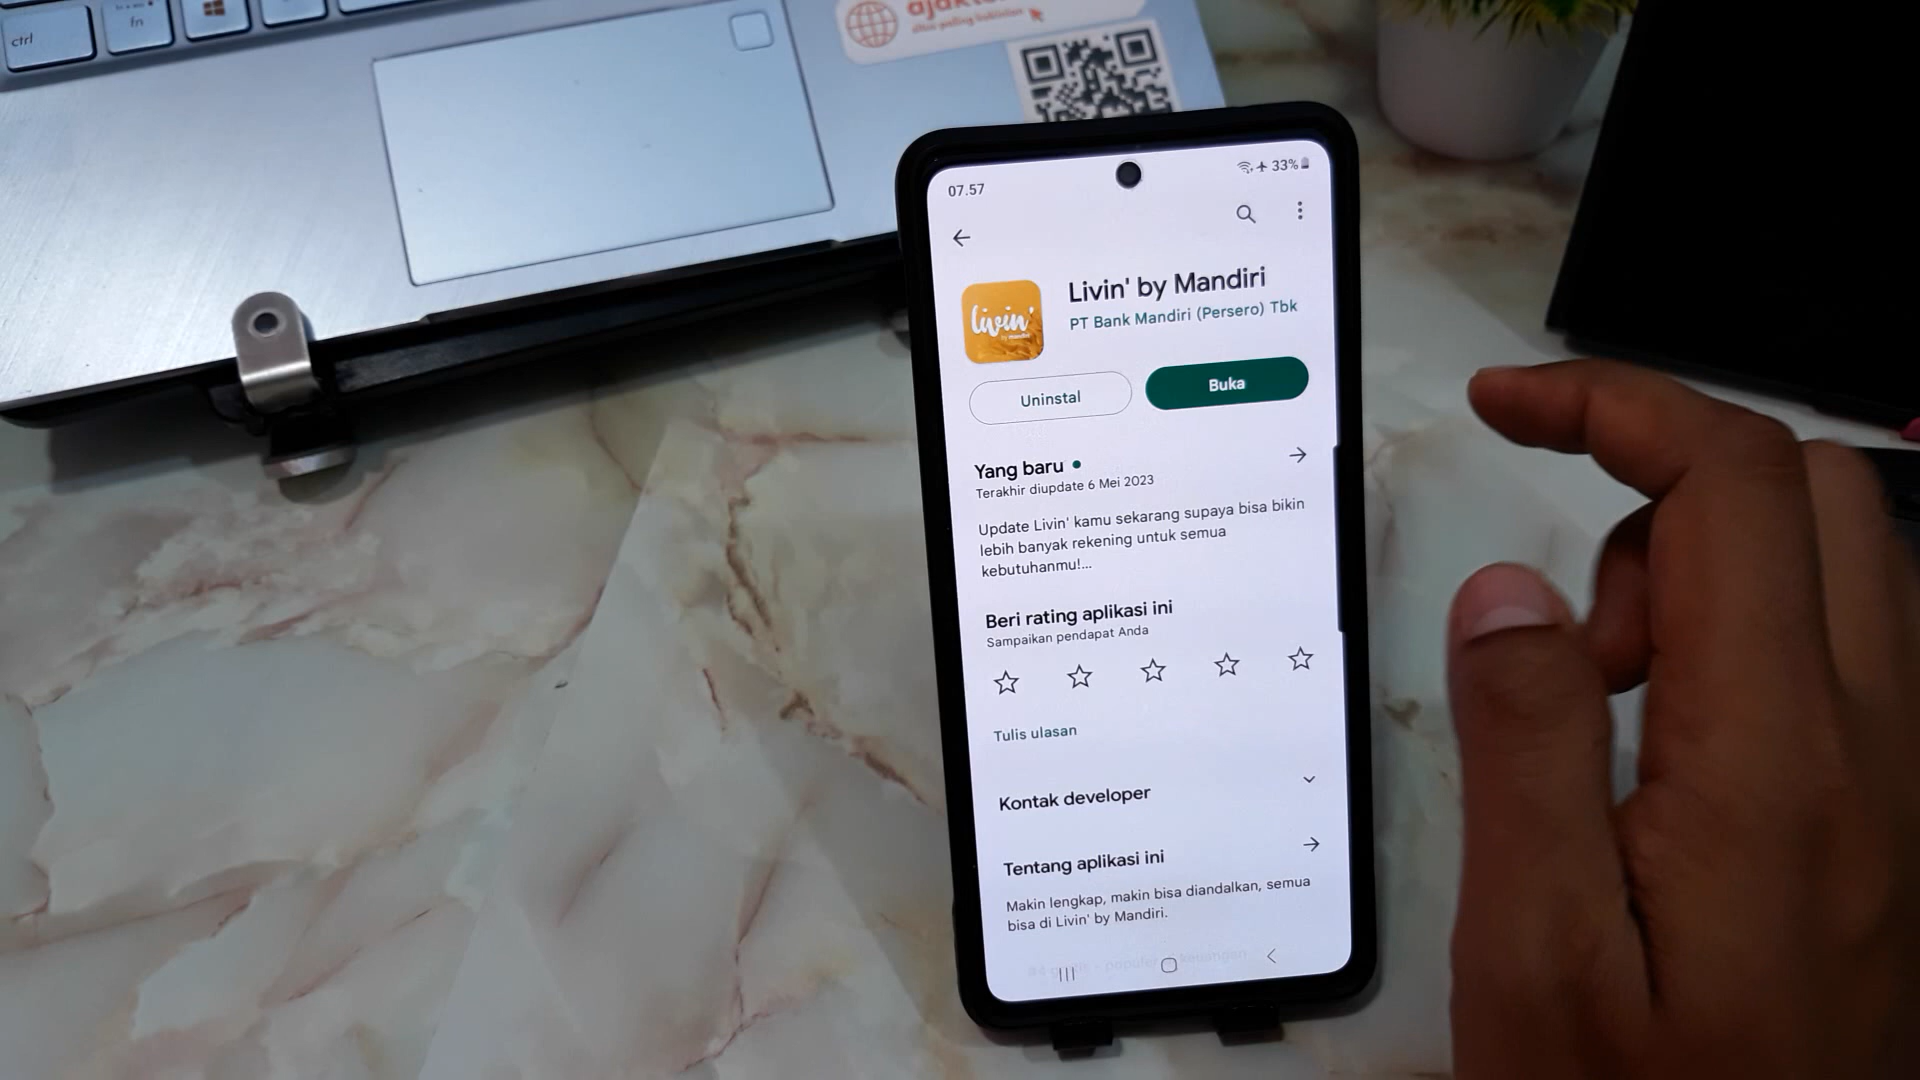 ctrl
fn
07.57
33%
Livin' by Mandiri
PT Bank Mandiri (Persero) Tbk
livin'
by mandiri
Uninstal
Buka
Yang baru
Terakhir diupdate 6 Mei 2023
Update Livin' kamu sekarang supaya bisa bikin
lebih banyak rekening untuk semua
kebutuhanmu!...
Beri rating aplikasi ini
Sampaikan pendapat Anda
Tulis ulasan
Kontak developer
Tentang aplikasi ini
Makin lengkap, makin bisa diandalkan, semua
bisa di Livin' by Mandiri.
keuangan